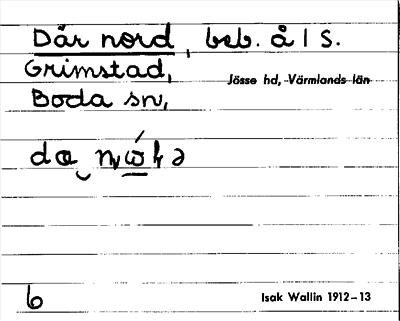 Där nord, beb. å l S.
Grimstad,
Jösse hd, Värmlands län
Boda sn,
6
Isak Wallin 1912–13